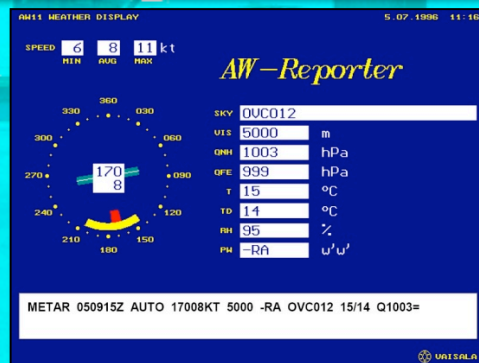 AW11 WEATHER DISPLAY 5.07.1996 11:16
SPEED 6 8 11 kt
MIN AVG MAX
AW-Reporter
360
330 030
300 060
270 170 090
8
240 120
210 150
180
SKY OVC012
VIS 5000 m
QNH 1003 hPa
QFE 999 hPa
T 15 °C
TD 14 °C
RH 95 %
PW -RA w'w'
METAR 050915Z AUTO 17008KT 5000 -RA OVC012 15/14 Q1003=
VAISALA